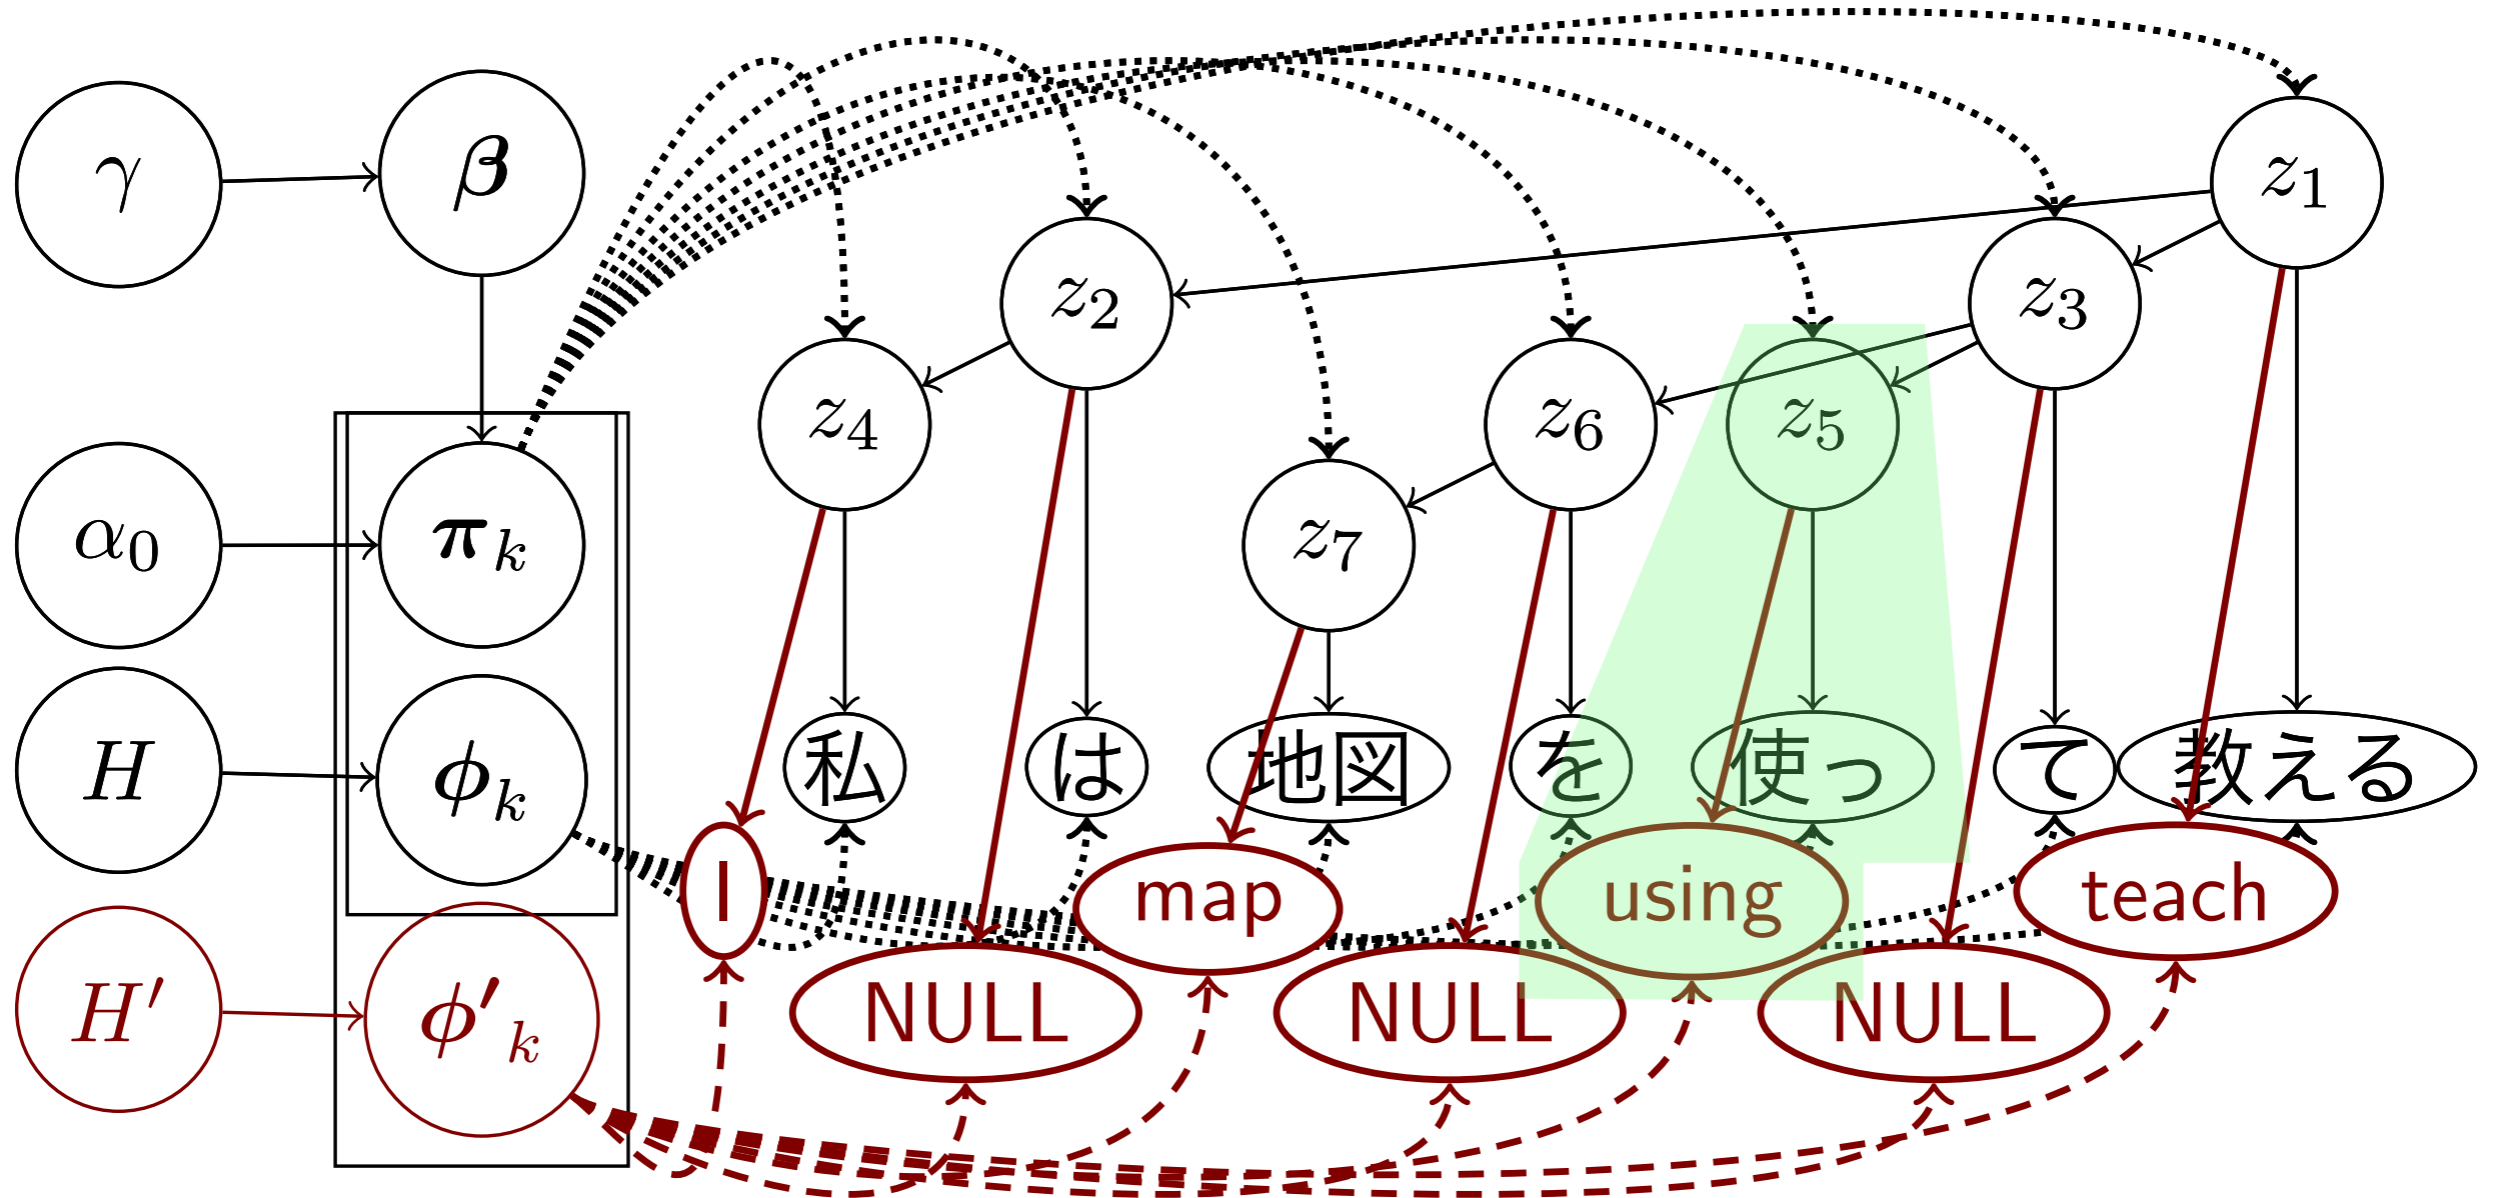 γ
β
z₁
z₂
z₃
z₄
z₆
z₅
α₀
πₖ
z₇
H
ϕₖ
私 は 地図 を 使っ て 教える
I
map
using
teach
H′
ϕ′ₖ
NULL NULL NULL